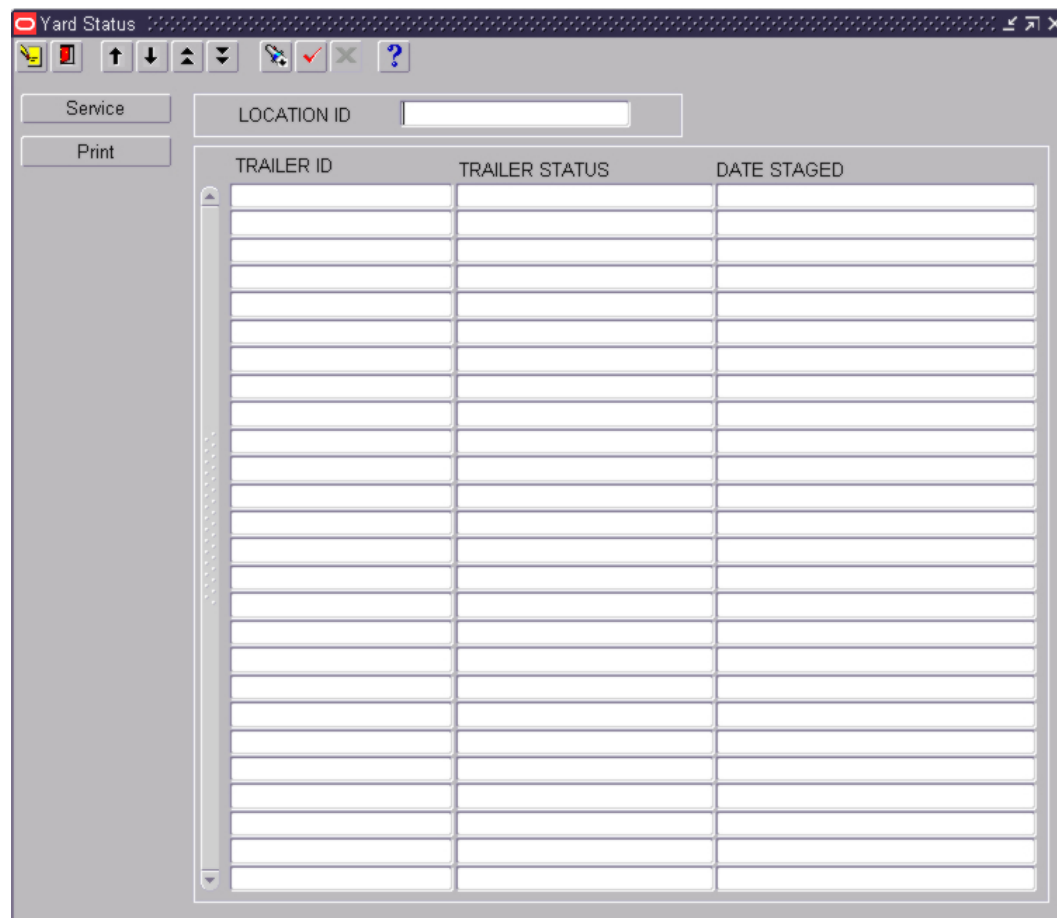 Yard Status
?
Service
LOCATION ID
Print
TRAILER ID
TRAILER STATUS
DATE STAGED